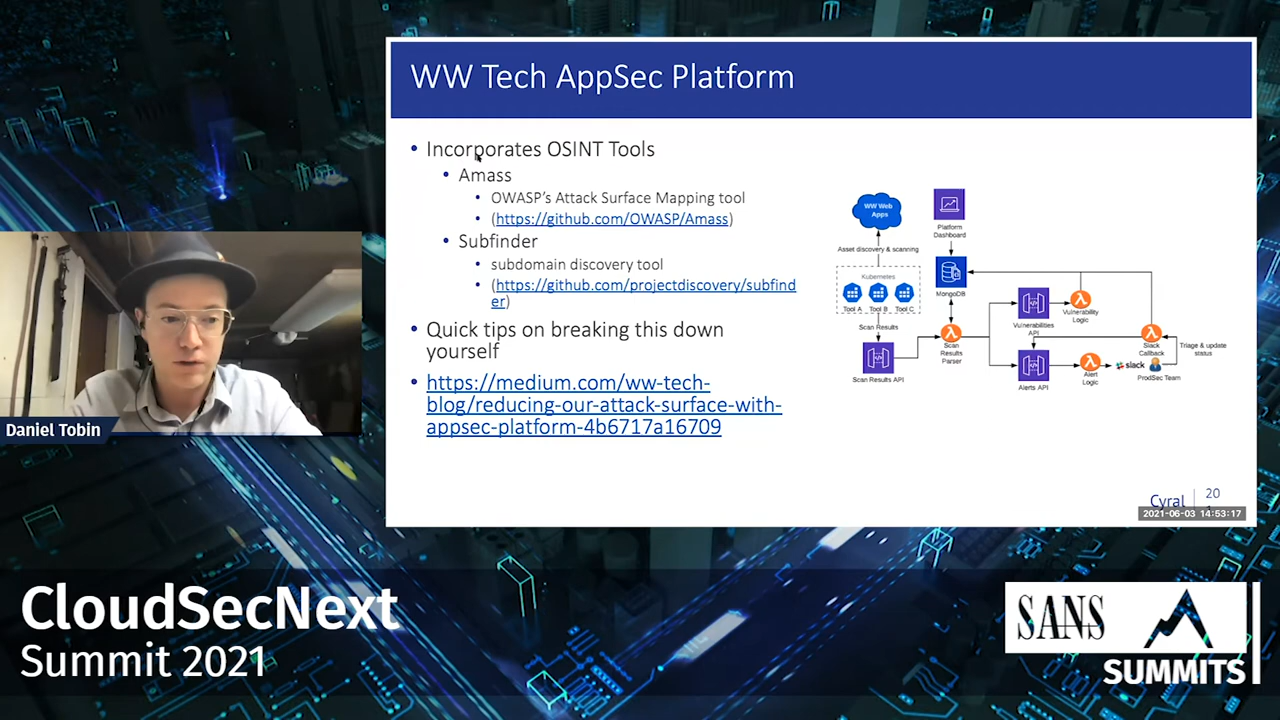 WW Tech AppSec Platform
• Incorporates OSINT Tools
• Amass
• OWASP's Attack Surface Mapping tool
• (https://github.com/OWASP/Amass)
• Subfinder
• subdomain discovery tool
• (https://github.com/projectdiscovery/subfind
er)
• Quick tips on breaking this down
yourself
• https://medium.com/ww-tech-
blog/reducing-our-attack-surface-with-
appsec-platform-4b6717a16709
WW Web
Apps
Platform
Dashboard
Asset discovery & scanning
Kubernetes
Tool A
Tool B
Tool C
MongoDB
Scan Results
Scan Results API
Scan
Results
Parser
Vulnerabilities
API
Vulnerability
Logic
Alerts API
Alert
Logic
slack
Slack
Callback
ProdSec Team
Triage & update
status
Cyral
20
2021-06-03 14:53:17
Daniel Tobin
CloudSecNext
Summit 2021
SANS
SUMMITS